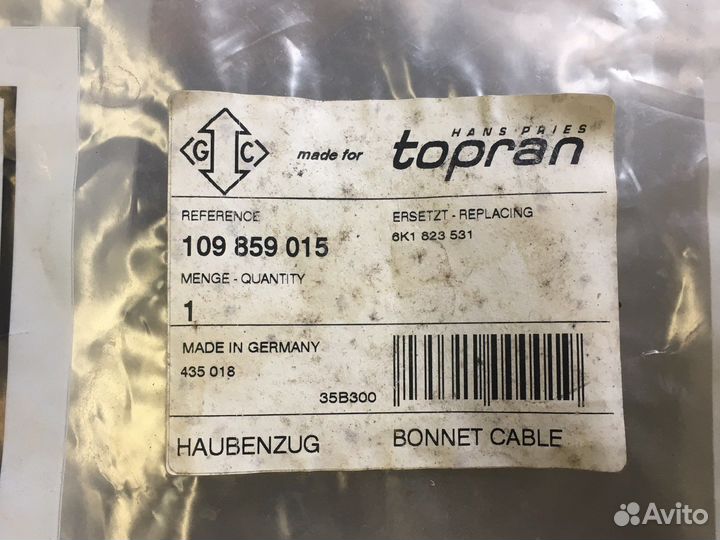 G C
made for
HANS PRIES
topran
REFERENCE
109 859 015
ERSETZT - REPLACING
6K1 823 531
MENGE - QUANTITY
1
MADE IN GERMANY
435 018
35B300
HAUBENZUG
BONNET CABLE
Avito